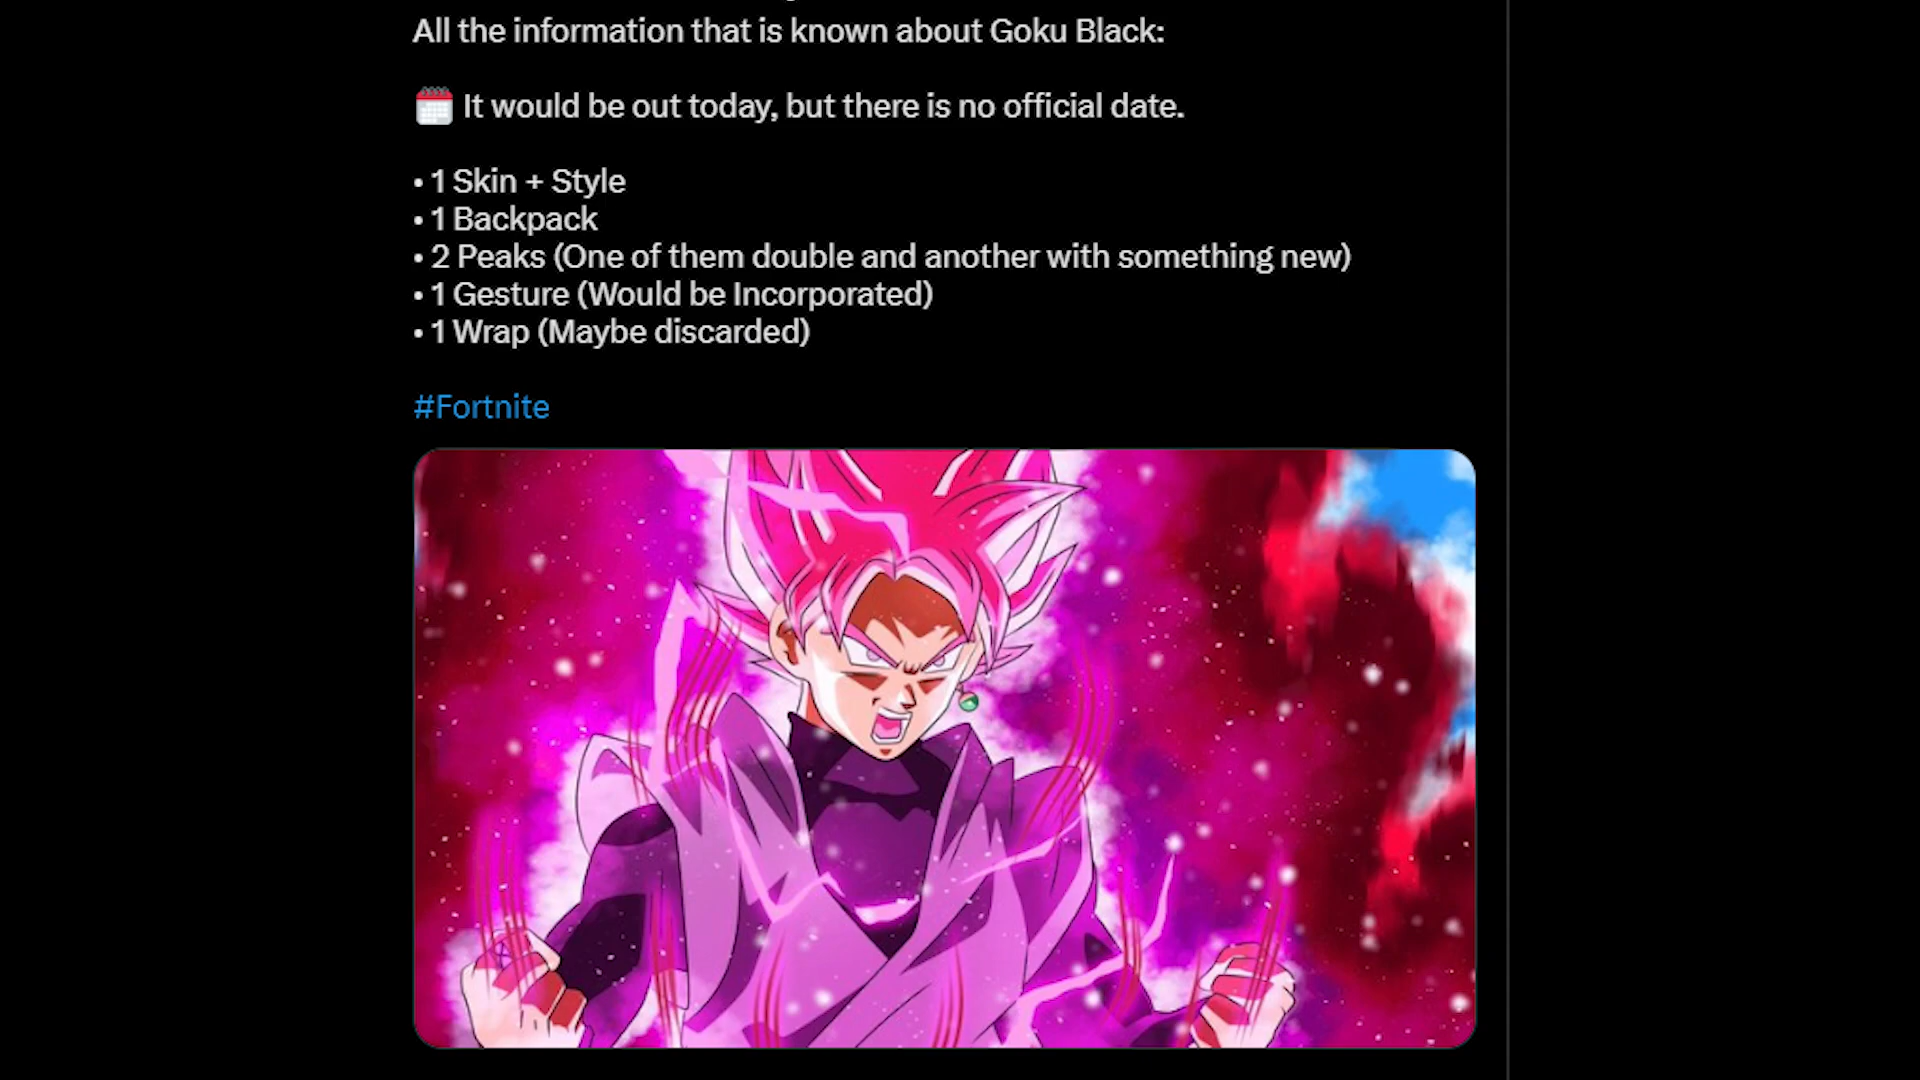 All the information that is known about Goku Black:
It would be out today, but there is no official date.
• 1 Skin + Style
• 1 Backpack
• 2 Peaks (One of them double and another with something new)
• 1 Gesture (Would be Incorporated)
• 1 Wrap (Maybe discarded)
#Fortnite